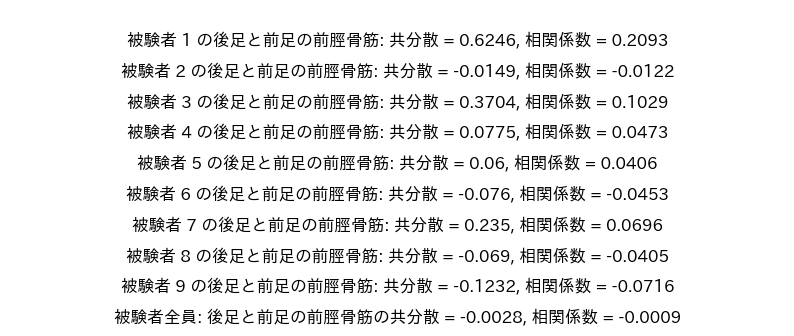 被験者 1 の後足と前足の前脛骨筋: 共分散 = 0.6246, 相関係数 = 0.2093
被験者 2 の後足と前足の前脛骨筋: 共分散 = -0.0149, 相関係数 = -0.0122
被験者 3 の後足と前足の前脛骨筋: 共分散 = 0.3704, 相関係数 = 0.1029
被験者 4 の後足と前足の前脛骨筋: 共分散 = 0.0775, 相関係数 = 0.0473
被験者 5 の後足と前足の前脛骨筋: 共分散 = 0.06, 相関係数 = 0.0406
被験者 6 の後足と前足の前脛骨筋: 共分散 = -0.076, 相関係数 = -0.0453
被験者 7 の後足と前足の前脛骨筋: 共分散 = 0.235, 相関係数 = 0.0696
被験者 8 の後足と前足の前脛骨筋: 共分散 = -0.069, 相関係数 = -0.0405
被験者 9 の後足と前足の前脛骨筋: 共分散 = -0.1232, 相関係数 = -0.0716
被験者全員: 後足と前足の前脛骨筋の共分散 = -0.0028, 相関係数 = -0.0009